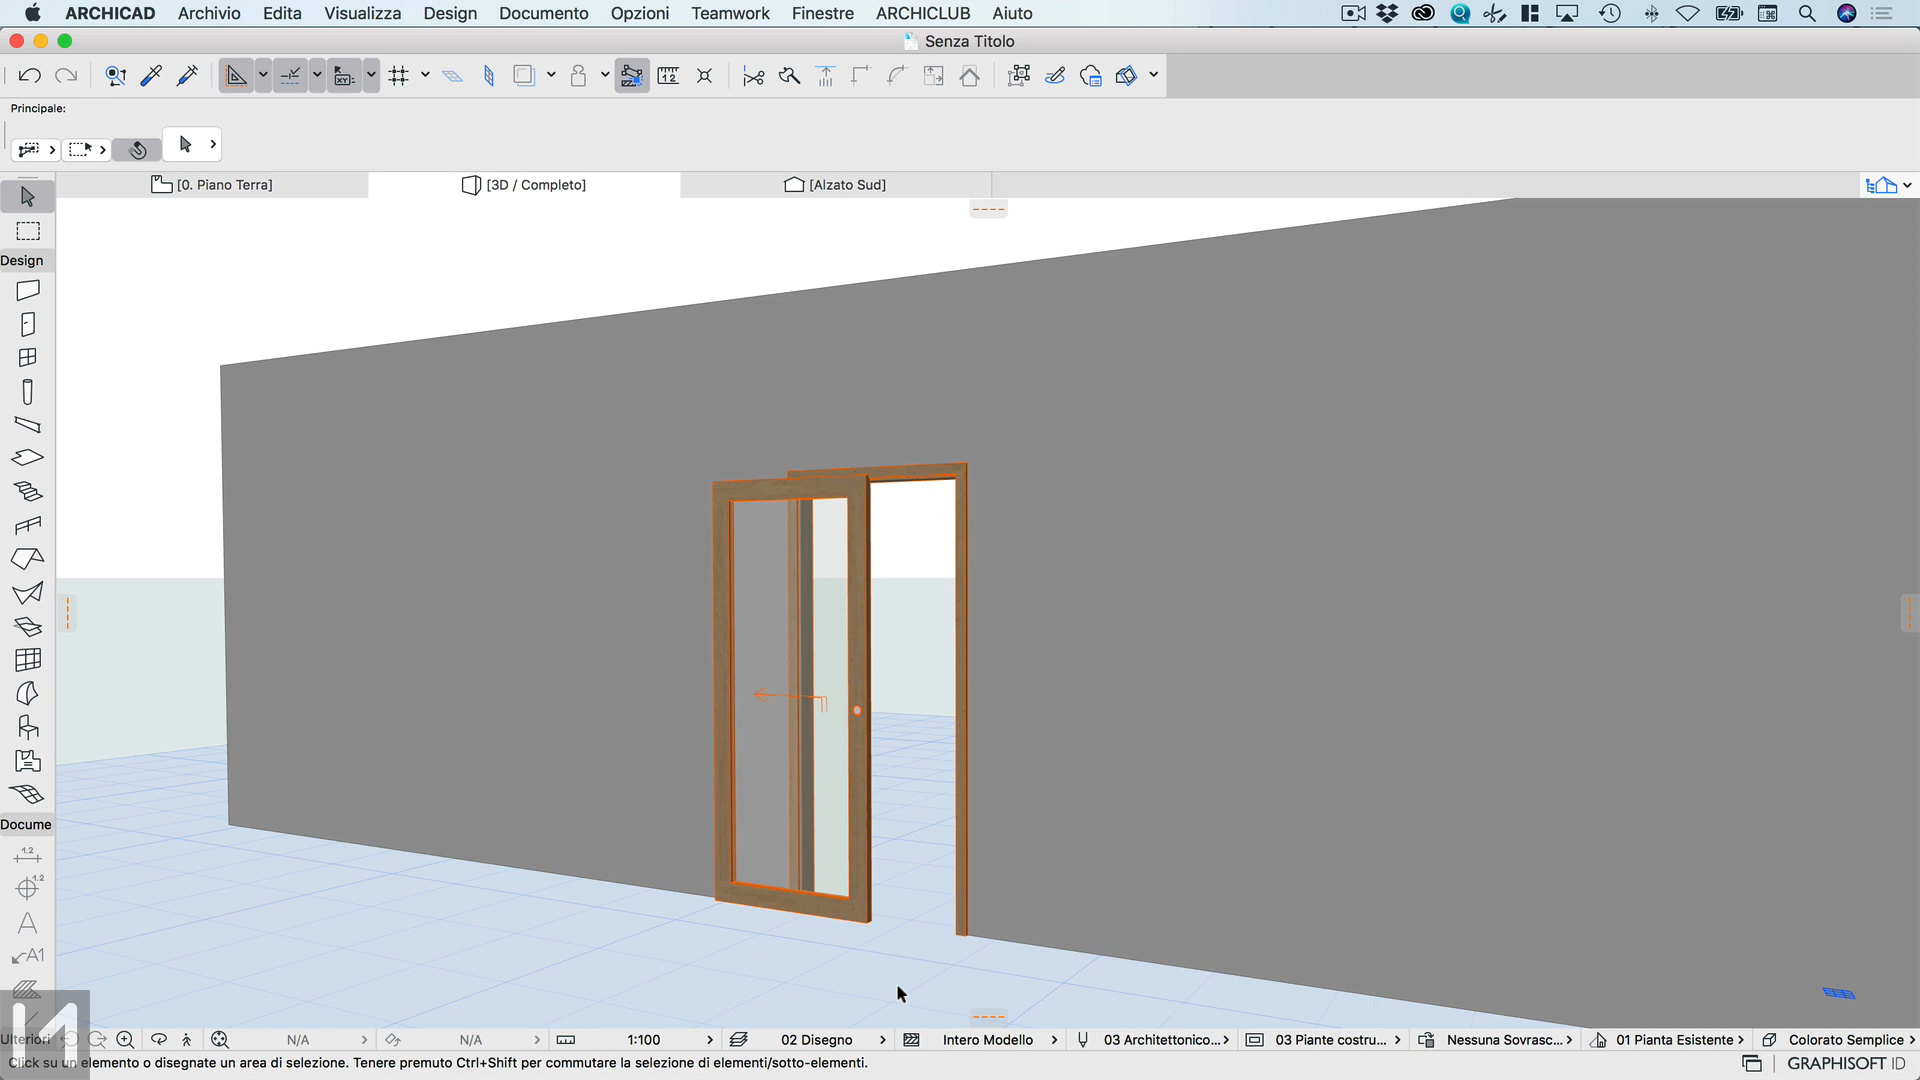 ARCHICAD Archivio Edita Visualizza Design Documento Opzioni Teamwork Finestre ARCHICLUB Aiuto
Senza Titolo
Principale:
[0. Piano Terra] [3D / Completo] [Alzato Sud]
Design
Docume
Ulteriori N/A N/A 1:100 02 Disegno Intero Modello 03 Architettonico... 03 Piante costru... Nessuna Sovrasc... 01 Pianta Esistente Colorato Semplice
Click su un elemento o disegnate un area di selezione. Tenere premuto Ctrl+Shift per commutare la selezione di elementi/sotto-elementi.
GRAPHISOFT ID